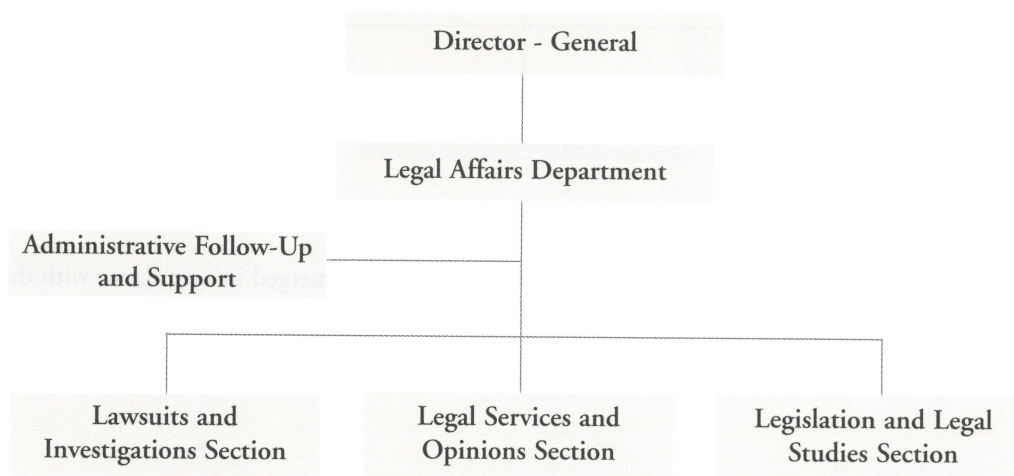 Director - General
Legal Affairs Department
Administrative Follow-Up
and Support
Lawsuits and
Investigations Section
Legal Services and
Opinions Section
Legislation and Legal
Studies Section